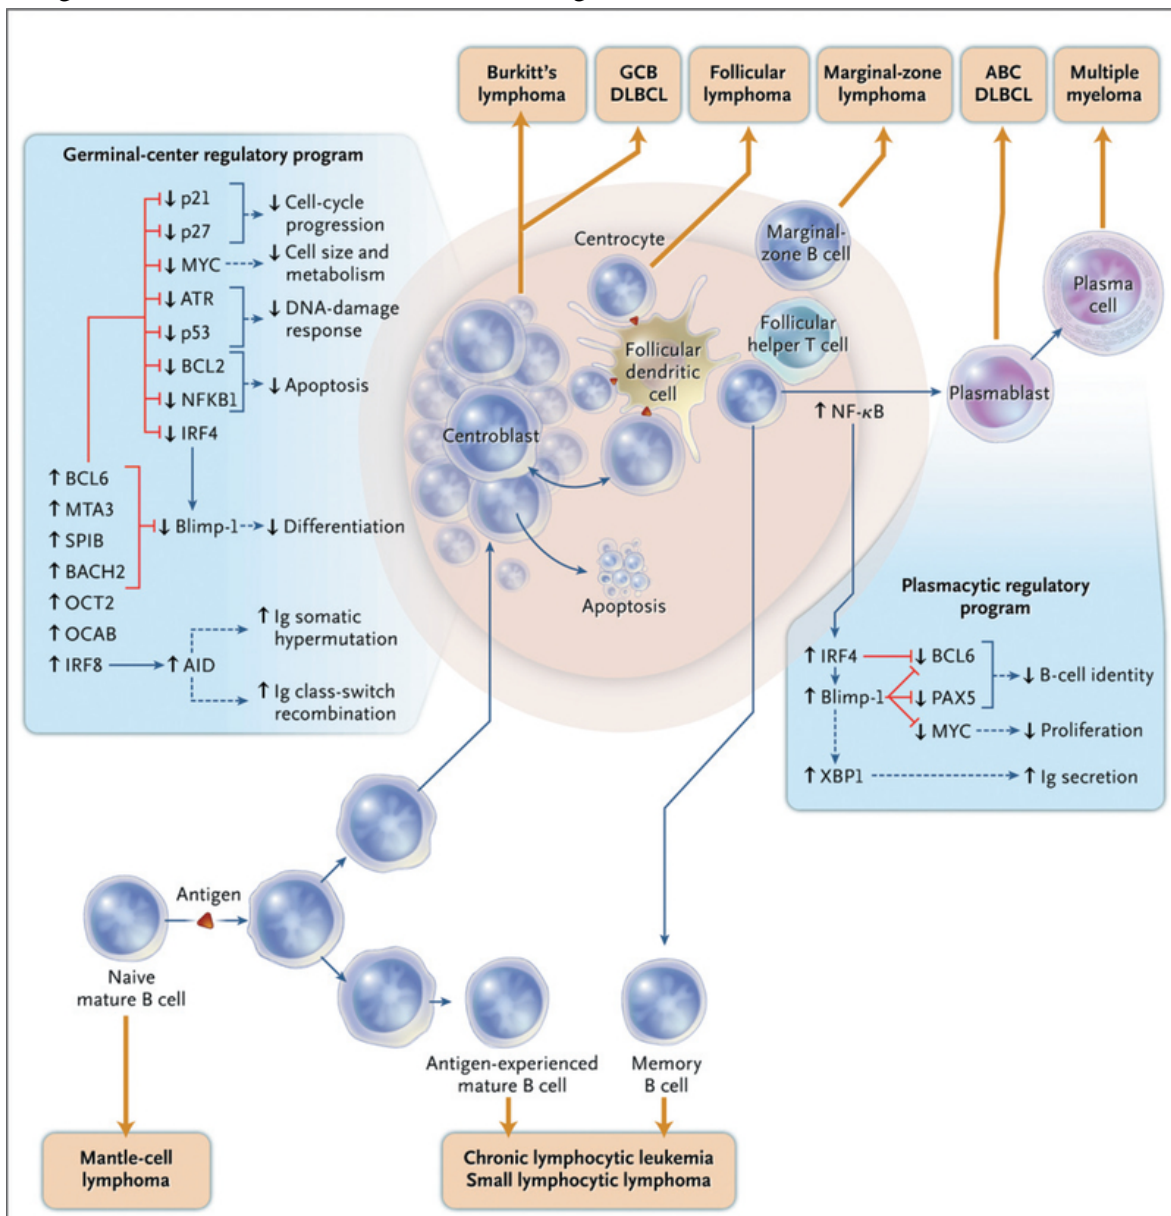 Burkitt's
lymphoma
GCB
DLBCL
Follicular
lymphoma
Marginal-zone
lymphoma
ABC
DLBCL
Multiple
myeloma
Germinal-center regulatory program
↓ p21
↓ p27
↓ MYC
↓ ATR
↓ p53
↓ BCL2
↓ NFKB1
↓ IRF4
↓ Cell-cycle
progression
↓ Cell size and
metabolism
↓ DNA-damage
response
↓ Apoptosis
↑ BCL6
↑ MTA3
↑ SPIB
↑ BACH2
↑ OCT2
↑ OCAB
↑ IRF8
↓ Blimp-1
↓ Differentiation
↑ AID
↑ Ig somatic
hypermutation
↑ Ig class-switch
recombination
Centrocyte
Marginal-
zone B cell
Follicular
helper T cell
Follicular
dendritic
cell
Centroblast
Apoptosis
↑ NF-κB
Plasmablast
Plasma
cell
Plasmacytic regulatory
program
↑ IRF4
↓ BCL6
↑ Blimp-1
↓ PAX5
↓ B-cell identity
↓ MYC
↓ Proliferation
↑ XBP1
↑ Ig secretion
Antigen
Naive
mature B cell
Antigen-experienced
mature B cell
Memory
B cell
Mantle-cell
lymphoma
Chronic lymphocytic leukemia
Small lymphocytic lymphoma